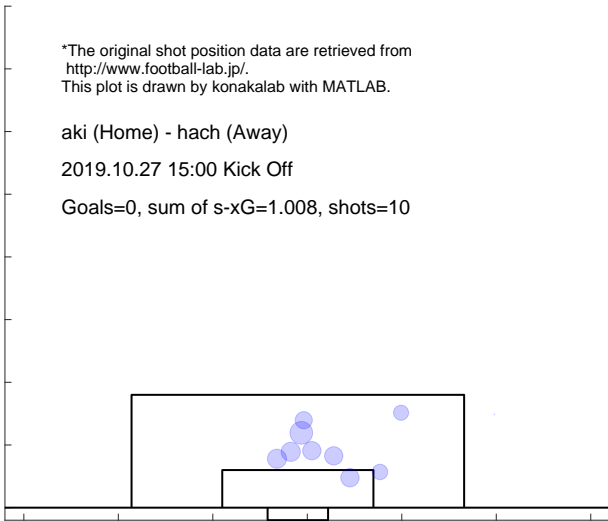 *The original shot position data are retrieved from
http://www.football-lab.jp/.
This plot is drawn by konakalab with MATLAB.
aki (Home) - hach (Away)
2019.10.27 15:00 Kick Off
Goals=0, sum of s-xG=1.008, shots=10